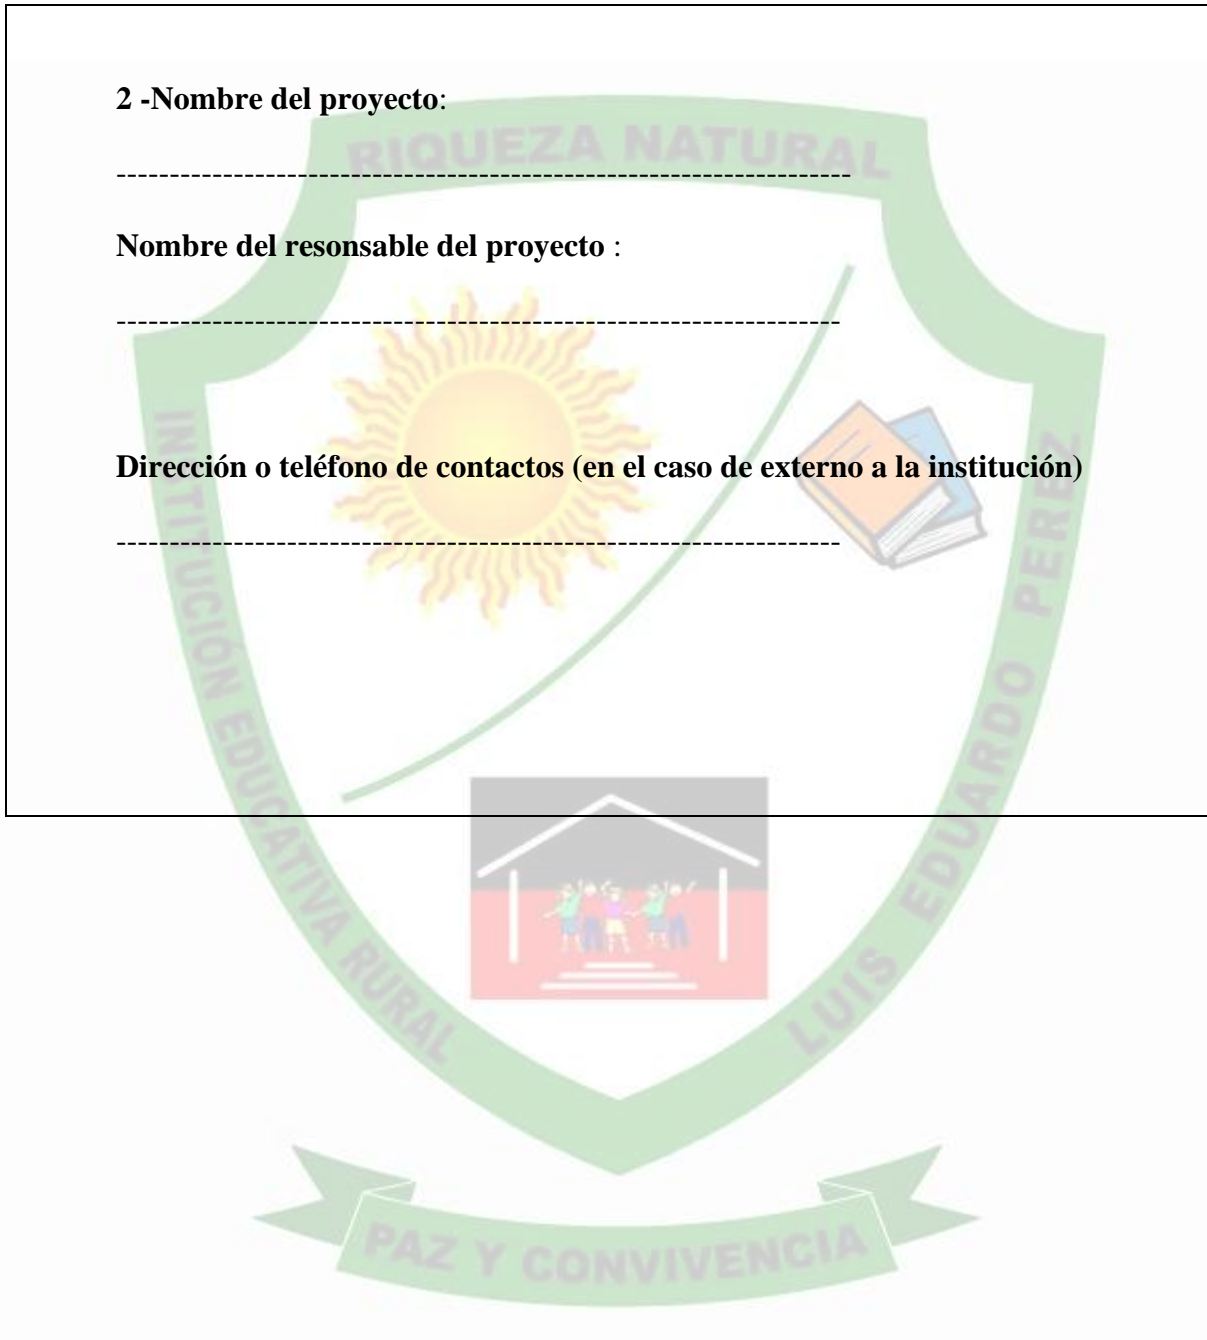 2 -Nombre del proyecto:
---------------------------------------------------------------------
Nombre del resonsable del proyecto :
--------------------------------------------------------------------
Dirección o teléfono de contactos (en el caso de externo a la institución)
--------------------------------------------------------------------
RIQUEZA NATURAL
INTITUCIÓN EDUCATIVA RURAL
LUIS EDUARDO PEREZ
PAZ Y CONVIVENCIA